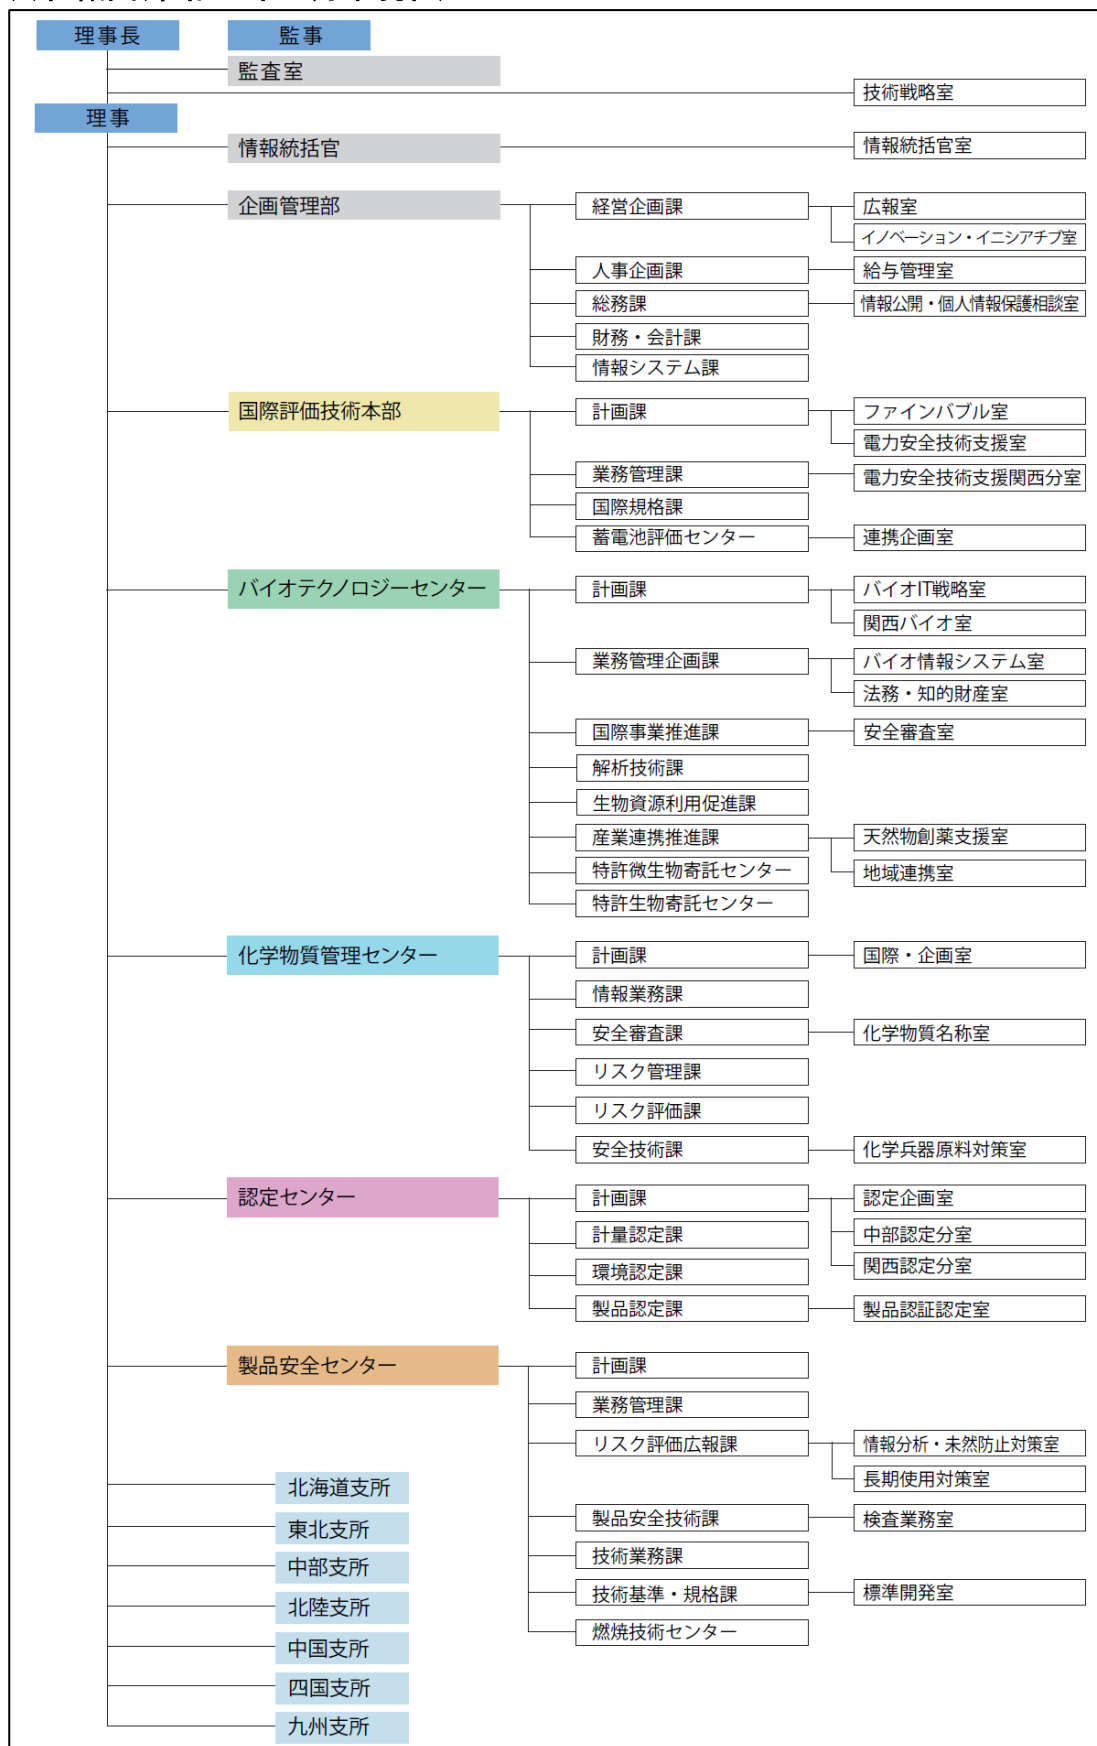 理事長
監事
監査室
技術戦略室
理事
情報統括官
情報統括官室
企画管理部
経営企画課
広報室
イノベーション・イニシアチブ室
人事企画課
給与管理室
総務課
情報公開・個人情報保護相談室
財務・会計課
情報システム課
国際評価技術本部
計画課
ファインバブル室
電力安全技術支援室
業務管理課
電力安全技術支援関西分室
国際規格課
蓄電池評価センター
連携企画室
バイオテクノロジーセンター
計画課
バイオIT戦略室
関西バイオ室
業務管理企画課
バイオ情報システム室
法務・知的財産室
国際事業推進課
安全審査室
解析技術課
生物資源利用促進課
産業連携推進課
天然物創薬支援室
地域連携室
特許微生物寄託センター
特許生物寄託センター
化学物質管理センター
計画課
国際・企画室
情報業務課
安全審査課
化学物質名称室
リスク管理課
リスク評価課
安全技術課
化学兵器原料対策室
認定センター
計画課
認定企画室
中部認定分室
関西認定分室
計量認定課
環境認定課
製品認定課
製品認証認定室
製品安全センター
計画課
業務管理課
リスク評価広報課
情報分析・未然防止対策室
長期使用対策室
製品安全技術課
検査業務室
技術業務課
技術基準・規格課
標準開発室
燃焼技術センター
北海道支所
東北支所
中部支所
北陸支所
中国支所
四国支所
九州支所